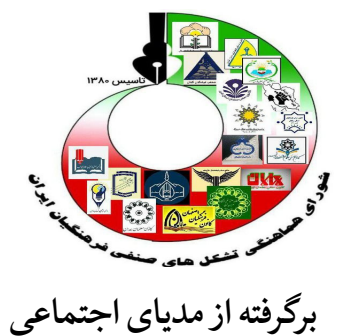 تاسیس ۱۳۸۰
شورای هماهنگی تشکل های صنفی فرهنگیان ایران
برگرفته از مدیای اجتماعی